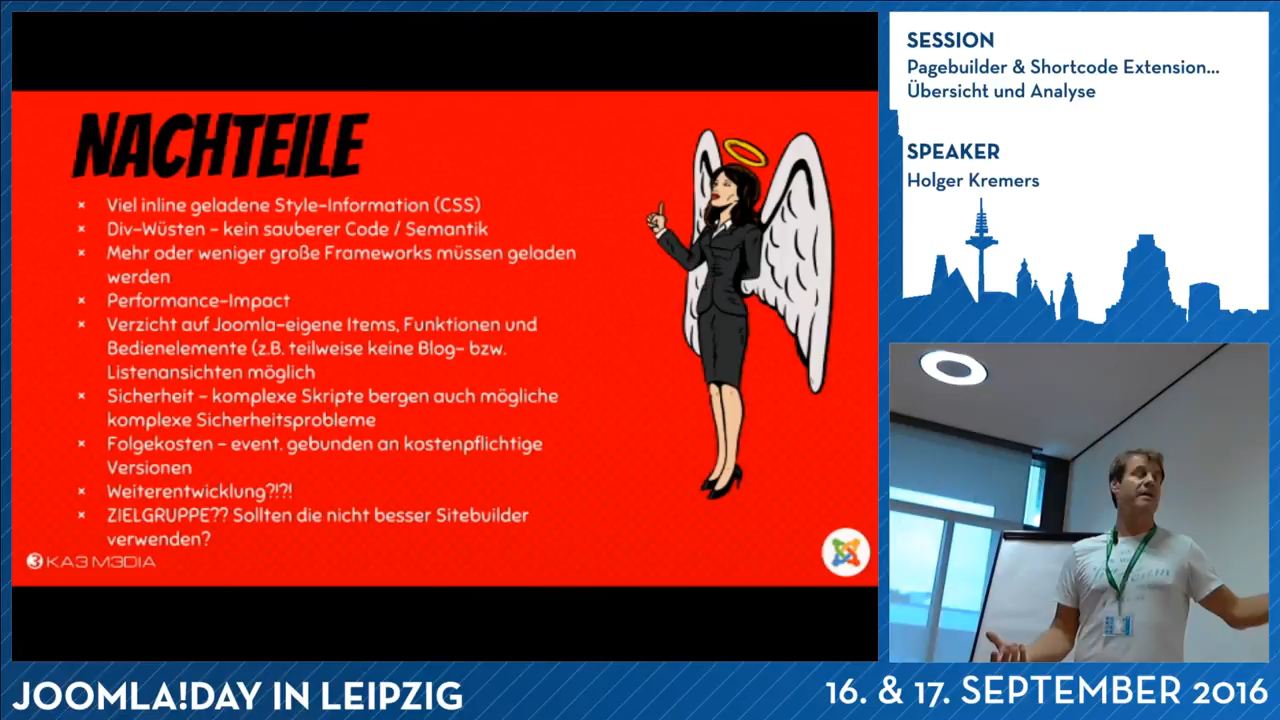 NACHTEILE
× Viel inline geladene Style-Information (CSS)
× Div-Wüsten - kein sauberer Code / Semantik
× Mehr oder weniger große Frameworks müssen geladen
werden
× Performance-Impact
× Verzicht auf Joomla-eigene Items, Funktionen und
Bedienelemente (z.B. teilweise keine Blog- bzw.
Listenansichten möglich
× Sicherheit - komplexe Skripte bergen auch mögliche
komplexe Sicherheitsprobleme
× Folgekosten - event. gebunden an kostenpflichtige
Versionen
× Weiterentwicklung?!?!
× ZIELGRUPPE?? Sollten die nicht besser Sitebuilder
verwenden?
3 KA3 M3DIA
SESSION
Pagebuilder & Shortcode Extension...
Übersicht und Analyse
SPEAKER
Holger Kremers
JOOMLA!DAY IN LEIPZIG
16. & 17. SEPTEMBER 2016